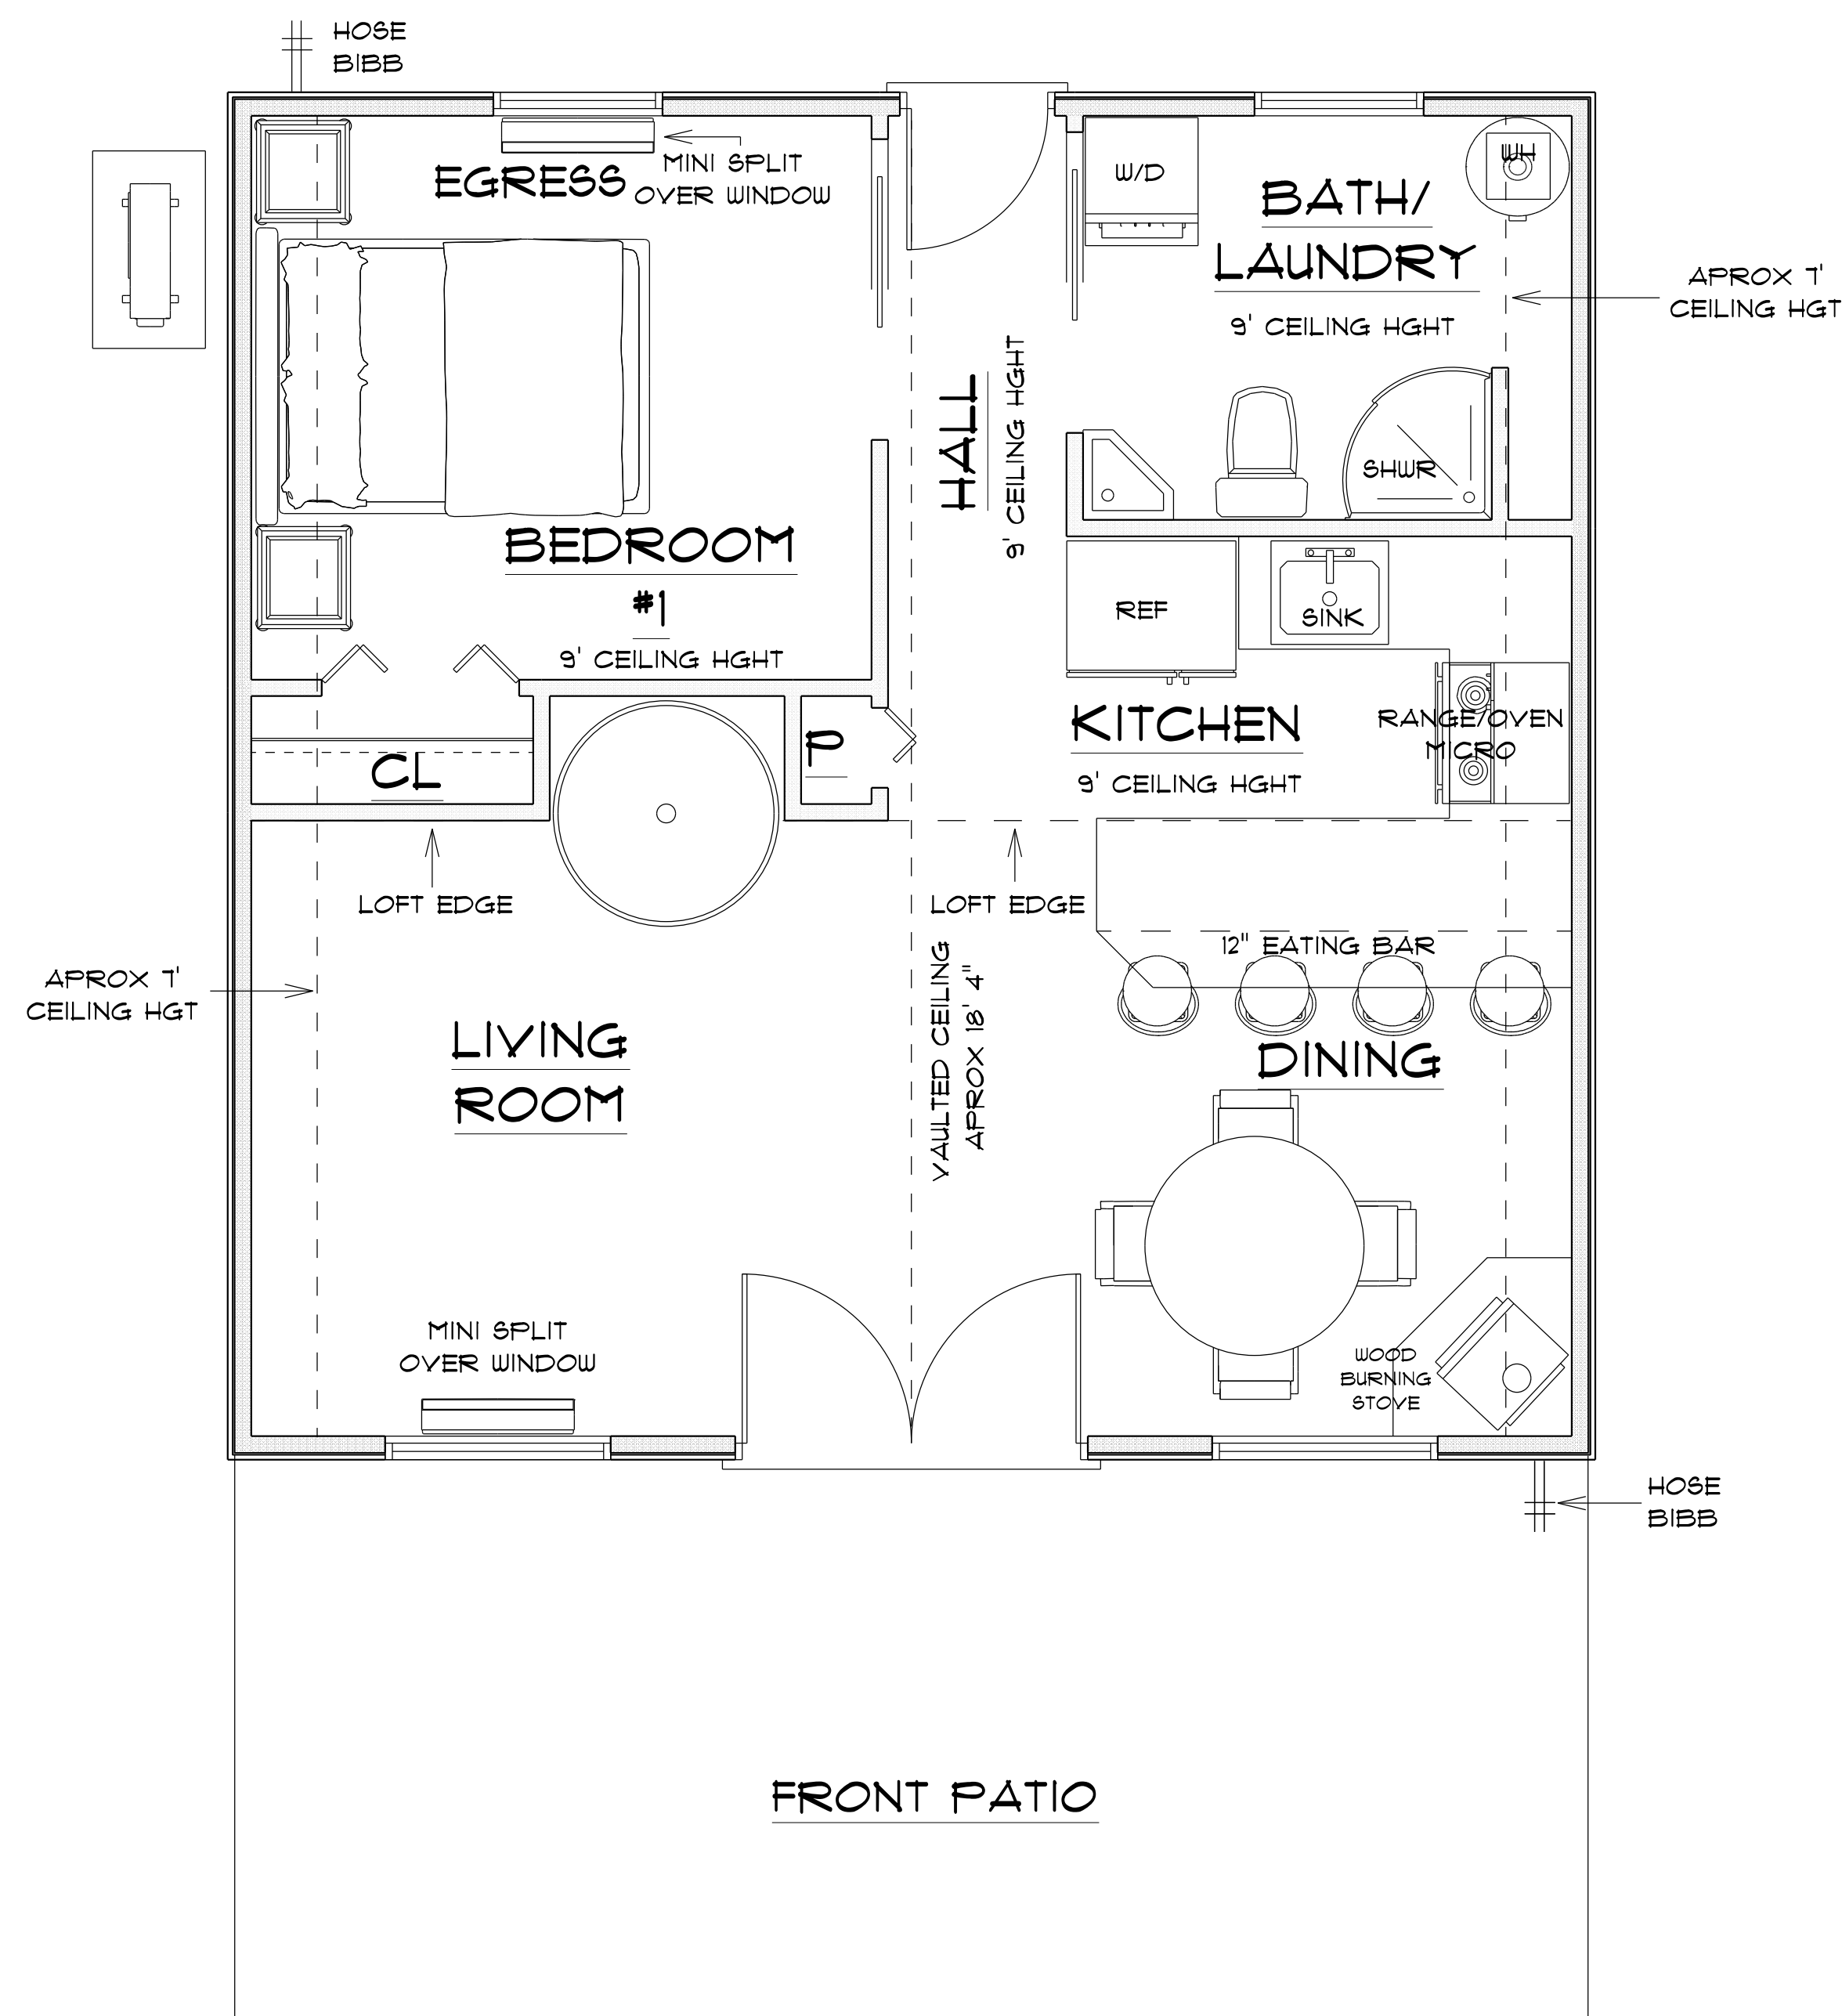 HOSE
BIBB
EGRESS
MINI SPLIT
OVER WINDOW
W/D
BATH/
LAUNDRY
9' CEILING HGHT
WH
APROX 7'
CEILING HGT
HALL
9' CEILING HGHT
SHWR
BEDROOM
#1
9' CEILING HGHT
REF
SINK
KITCHEN
9' CEILING HGHT
RANGE/OVEN
MICRO
CL
P
LOFT EDGE
LOFT EDGE
12" EATING BAR
APROX 7'
CEILING HGT
VAULTED CEILING
APROX 18' 4"
LIVING
ROOM
DINING
MINI SPLIT
OVER WINDOW
WOOD
BURNING
STOVE
HOSE
BIBB
FRONT PATIO